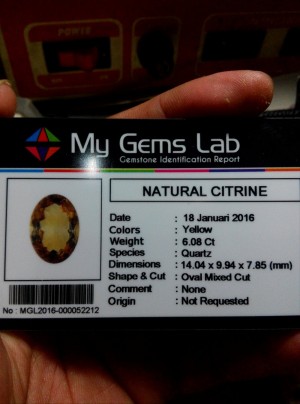 POWER
My Gems Lab
Gemstone Identification Report
NATURAL CITRINE
Date : 18 Januari 2016
Colors : Yellow
Weight : 6.08 Ct
Species : Quartz
Dimensions : 14.04 x 9.94 x 7.85 (mm)
Shape & Cut : Oval Mixed Cut
Comment : None
Origin : Not Requested
No : MGL2016-000052212